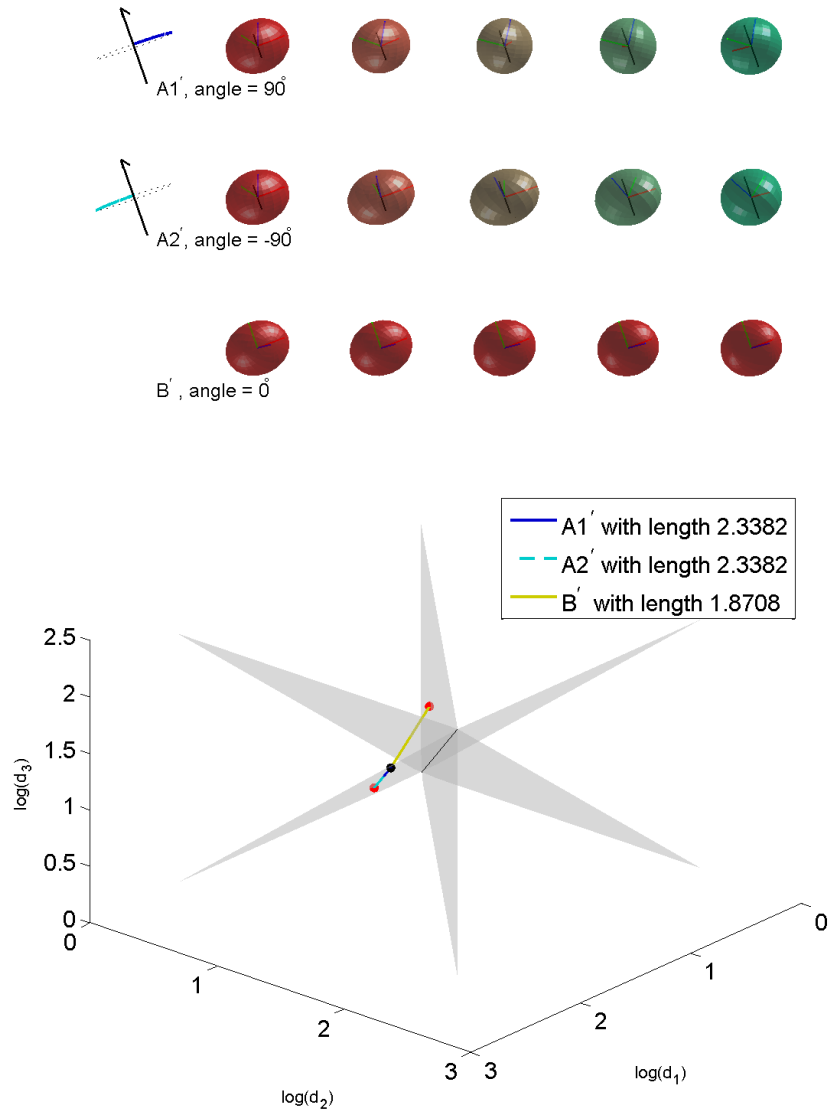 A1′, angle = 90°
A2′, angle = -90°
B′ , angle = 0°
A1′ with length 2.3382
A2′ with length 2.3382
B′ with length 1.8708
2.5
2
1.5
1
0.5
0
log(d3)
0
1
2
3
log(d2)
3
2
1
0
log(d1)